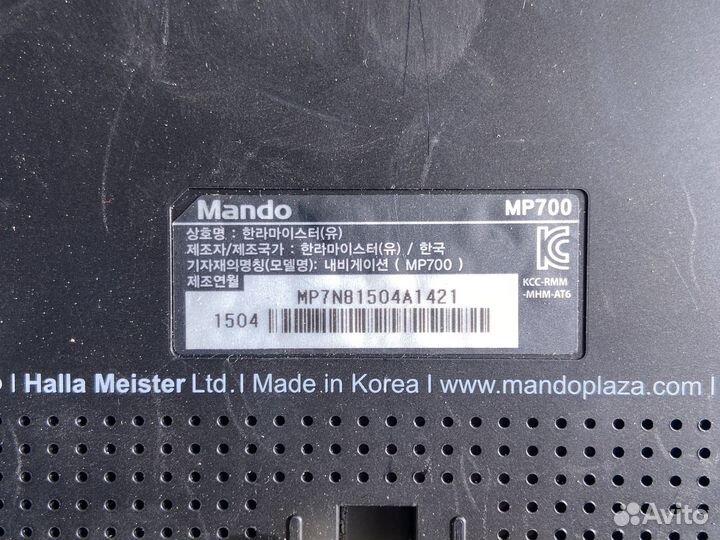 Mando MP700
상호명 : 한라마이스터(유)
제조자/제조국가 : 한라마이스터(유) / 한국
기자재의명칭(모델명): 내비게이션 ( MP700 )
제조연월
KCC-RMM
-MHM-AT6
MP7N81504A1421
1504
I Halla Meister Ltd. I Made in Korea I www.mandoplaza.com I
Avito